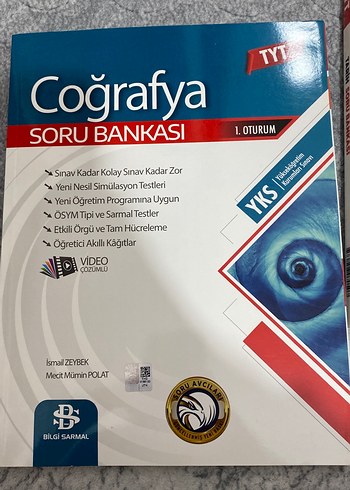 TYT
Coğrafya
SORU BANKASI
1. OTURUM
Sınav Kadar Kolay Sınav Kadar Zor
Yeni Nesil Simülasyon Testleri
Yeni Öğretim Programına Uygun
ÖSYM Tipi ve Sarmal Testler
Etkili Örgü ve Tam Hücreleme
Öğretici Akıllı Kâğıtlar
VİDEO
ÇÖZÜMLÜ
YKS
Yükseköğretim
Kurumları Sınavı
İsmail ZEYBEK
Mecit Mümin POLAT
SORU AVCILARI
BS
BİLGİ SARMAL